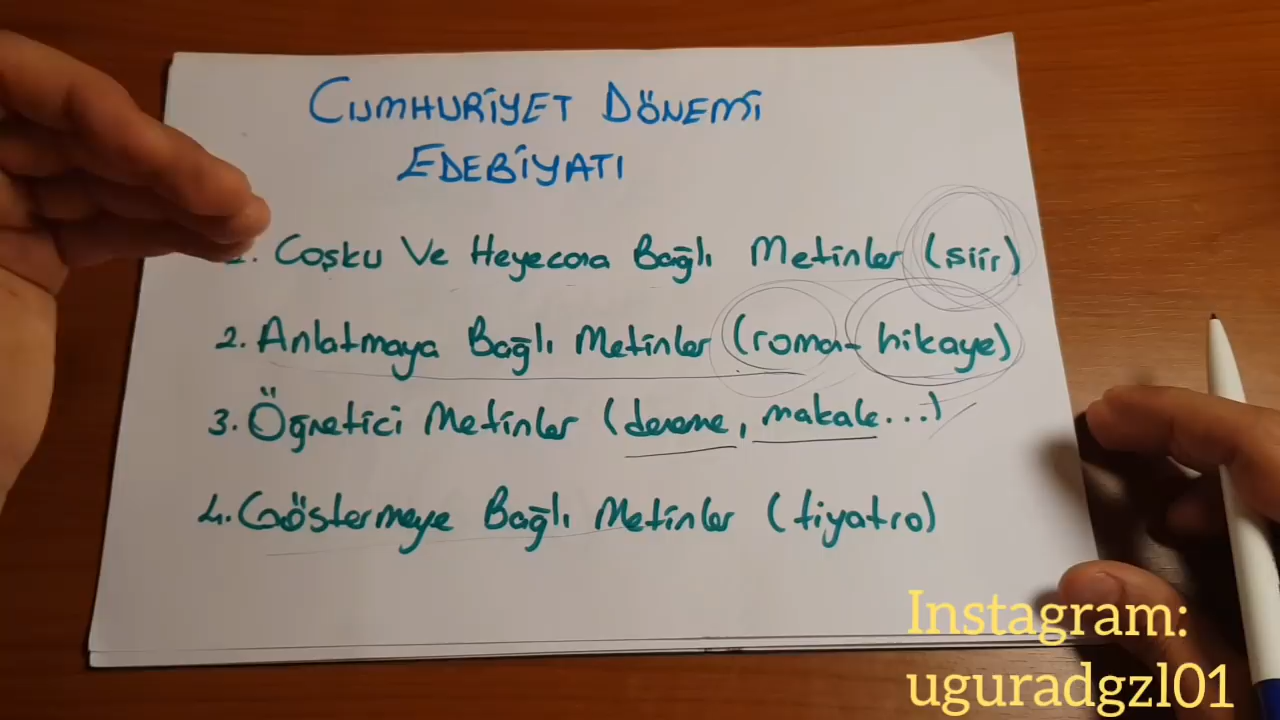 CUMHURİYET DÖNEMİ
EDEBİYATI
1. Coşku Ve Heyecana Bağlı Metinler (şiir)
2. Anlatmaya Bağlı Metinler (roman - hikaye)
3. Öğretici Metinler (deneme, makale...)
4. Göstermeye Bağlı Metinler (tiyatro)
Instagram:
uguradgzl01